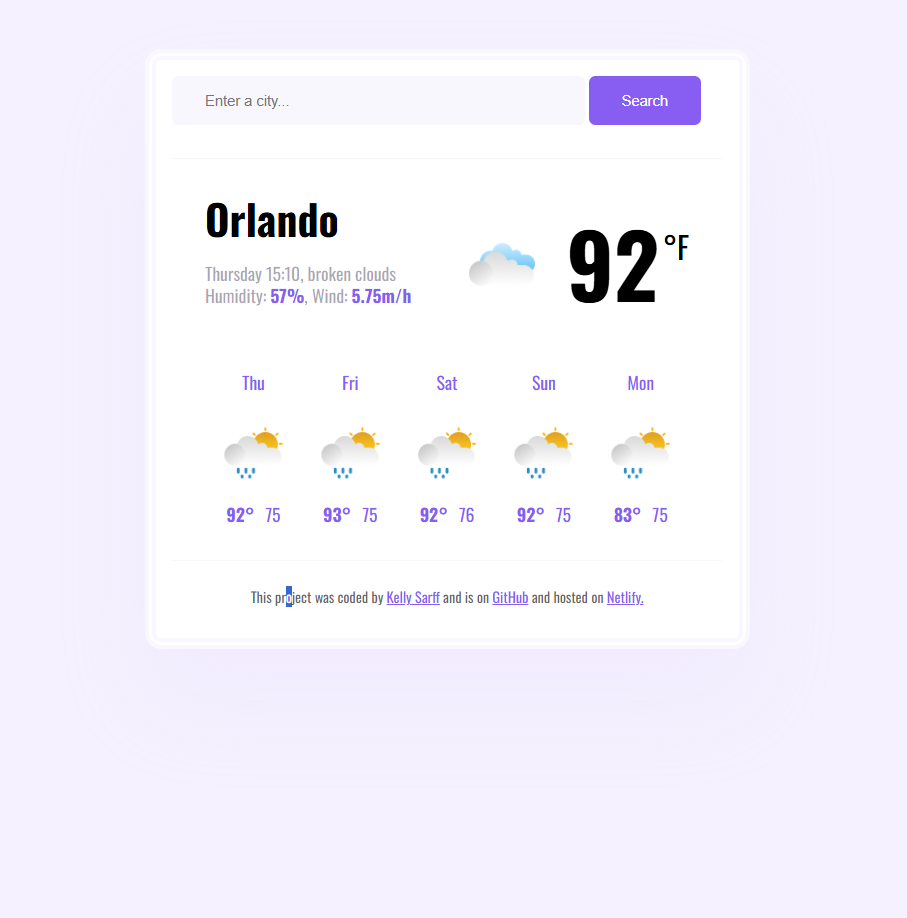 Enter a city...
Search
Orlando
92 °F
Thursday 15:10, broken clouds
Humidity: 57%, Wind: 5.75m/h
Thu Fri Sat Sun Mon
92° 75 93° 75 92° 76 92° 75 83° 75
This project was coded by Kelly Sarff and is on GitHub and hosted on Netlify.